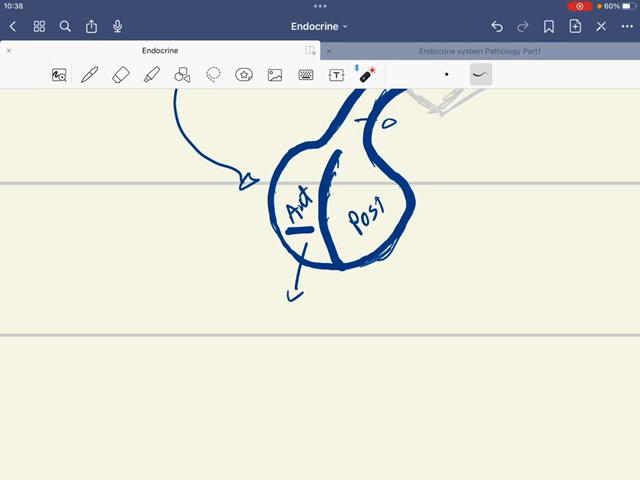 10:38
60%
Endocrine
Endocrine
Endocrine system Pathology Part1
T
Ant
Post